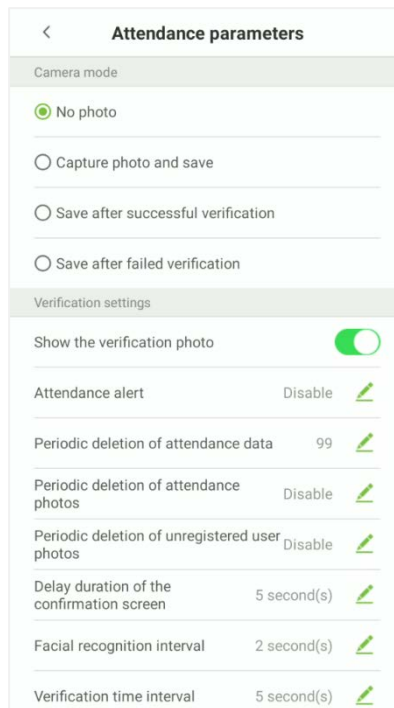 Attendance parameters
Camera mode
No photo
Capture photo and save
Save after successful verification
Save after failed verification
Verification settings
Show the verification photo
Attendance alert Disable
Periodic deletion of attendance data 99
Periodic deletion of attendance
photos Disable
Periodic deletion of unregistered user
photos Disable
Delay duration of the
confirmation screen 5 second(s)
Facial recognition interval 2 second(s)
Verification time interval 5 second(s)